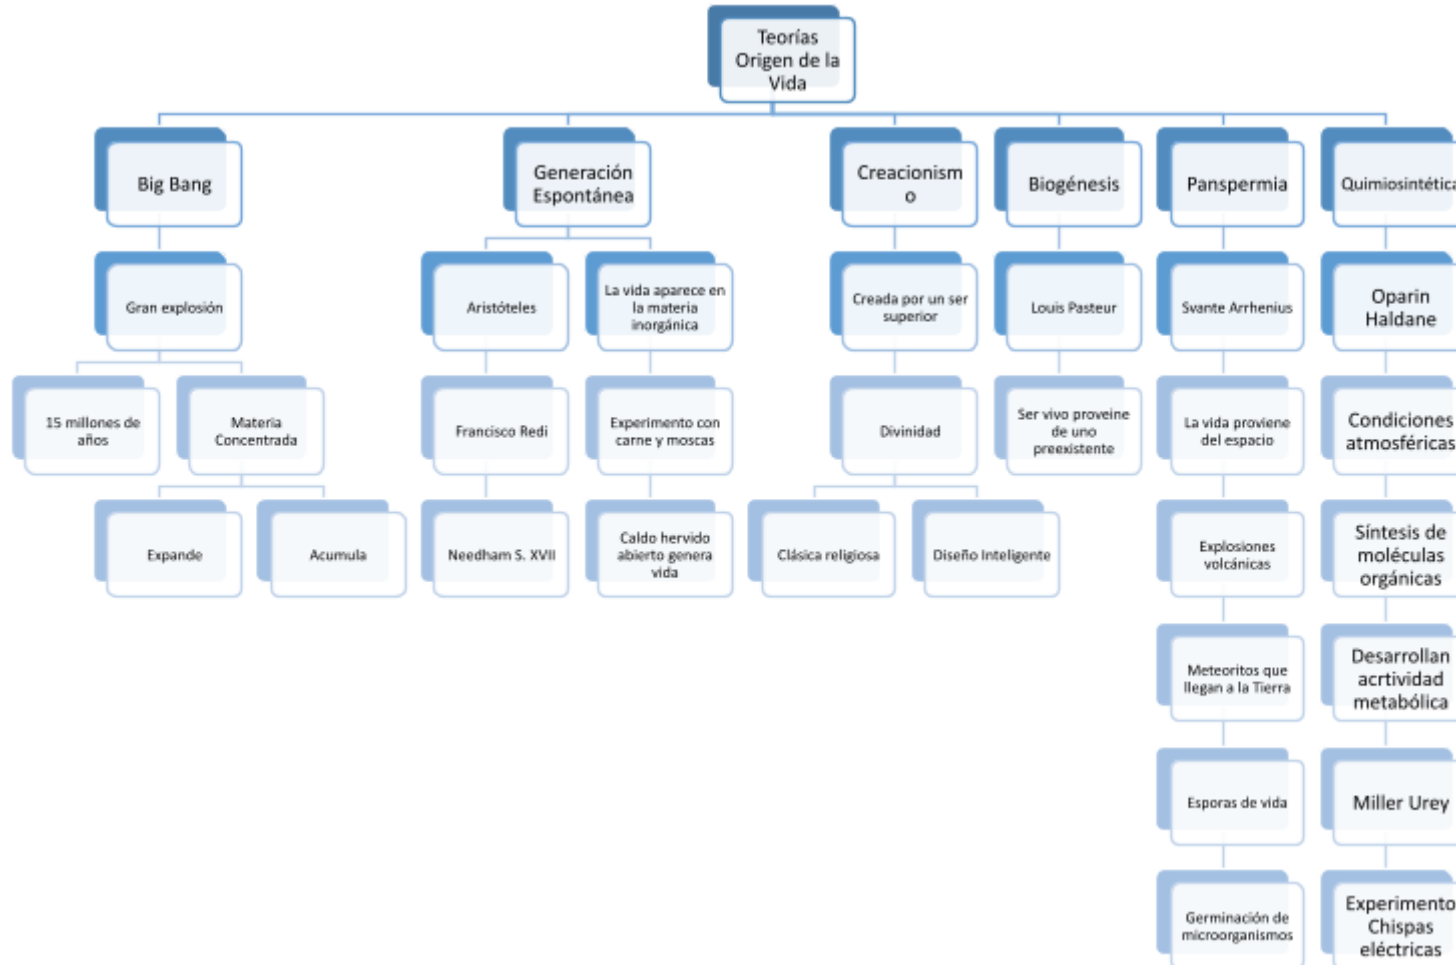 Teorías
Origen de la
Vida
Big Bang
Generación
Espontánea
Creacionism
o
Biogénesis
Panspermia
Quimiosintética
Gran explosión
Aristóteles
La vida aparece en
la materia
inorgánica
Creada por un ser
superior
Louis Pasteur
Svante Arrhenius
Oparin
Haldane
15 millones de
años
Materia
Concentrada
Francisco Redi
Experimento con
carne y moscas
Divinidad
Ser vivo proveine
de uno
preexistente
La vida proviene
del espacio
Condiciones
atmosféricas
Expande
Acumula
Needham S. XVII
Caldo hervido
abierto genera
vida
Clásica religiosa
Diseño Inteligente
Explosiones
volcánicas
Síntesis de
moléculas
orgánicas
Meteoritos que
llegan a la Tierra
Desarrollan
acrtividad
metabólica
Esporas de vida
Miller Urey
Germinación de
microorganismos
Experimento
Chispas
eléctricas